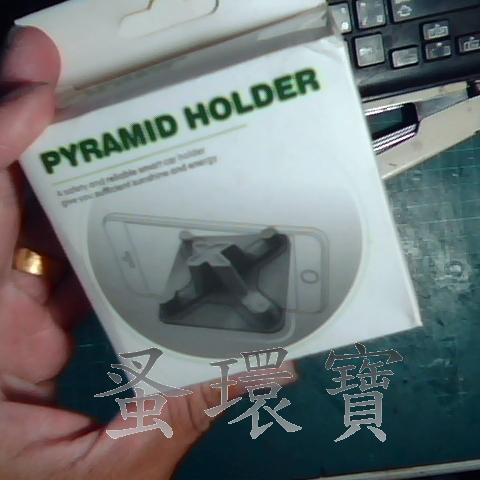 PYRAMID HOLDER
A safety and reliable smart car holder
give you sufficient sunshine and energy
蚤環寶